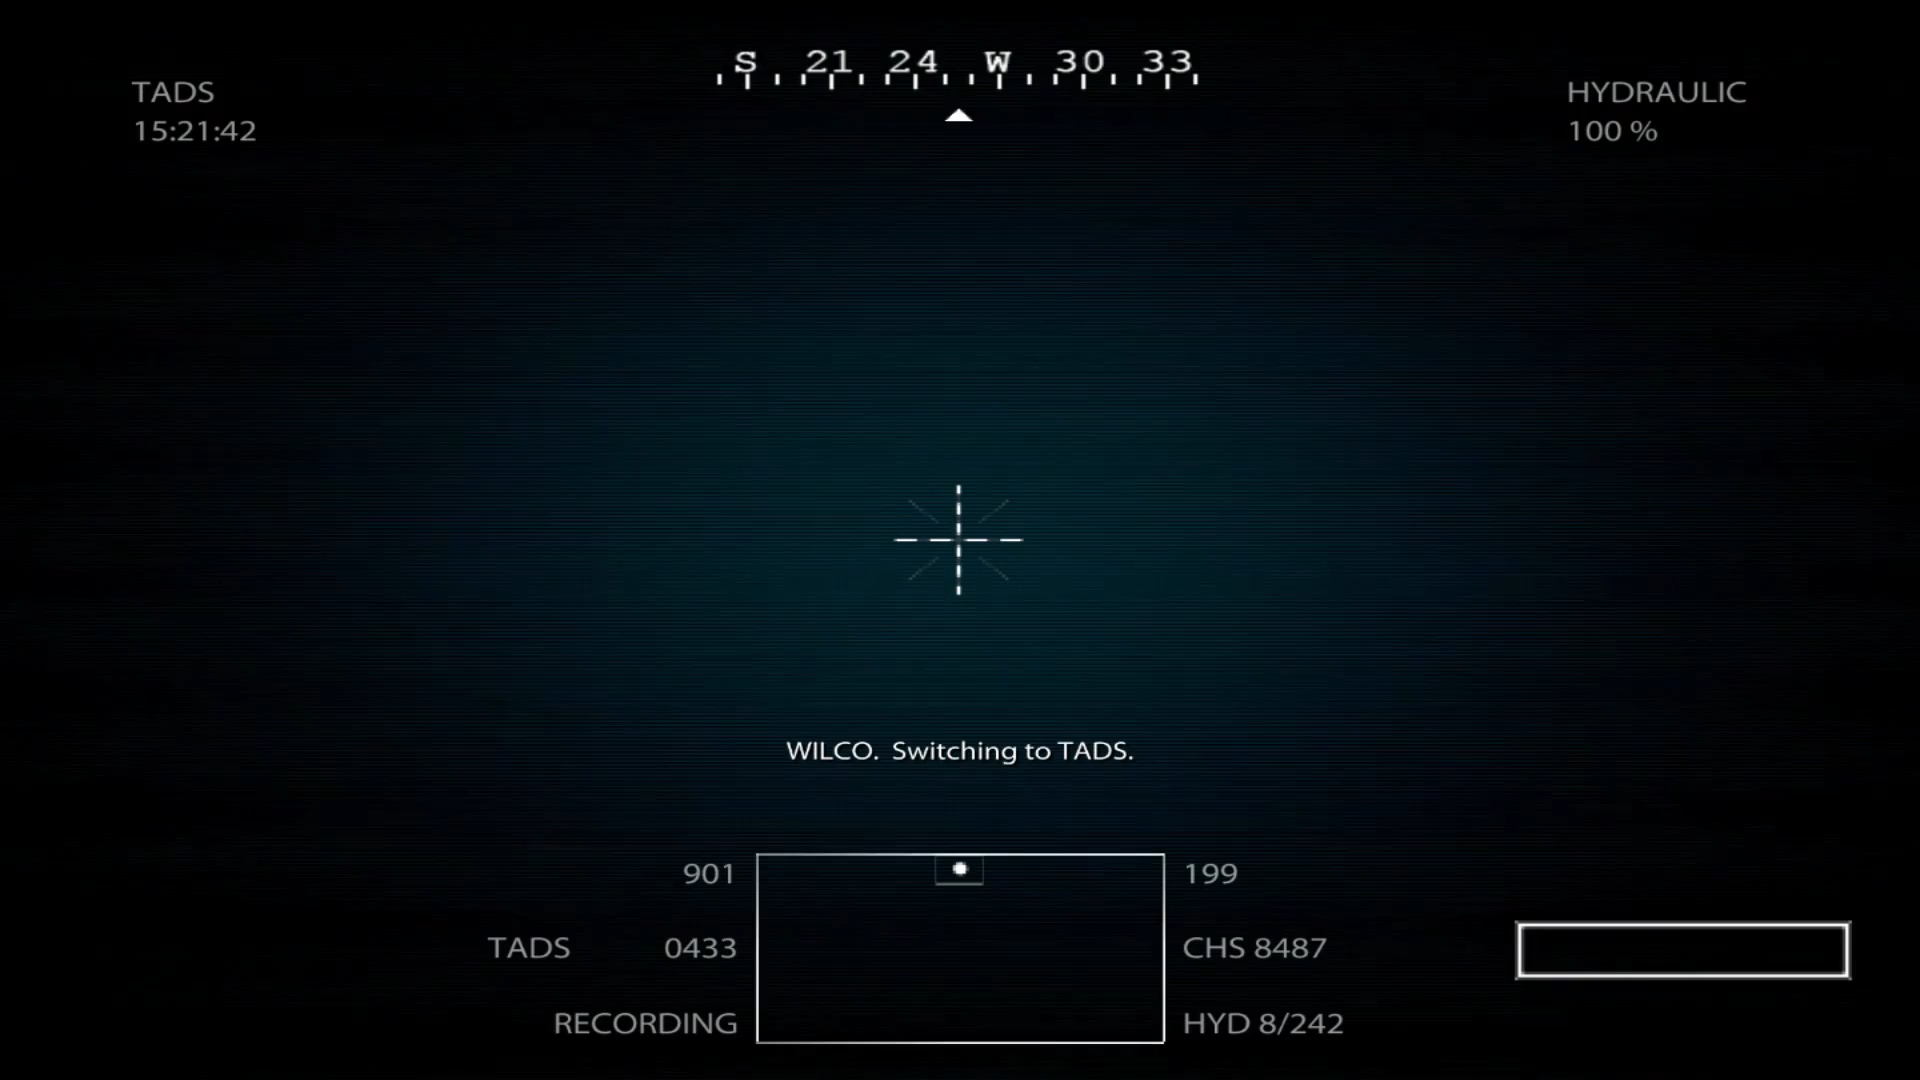 S 21 24 W 30 33
TADS
15:21:42
HYDRAULIC
100 %
WILCO.  Switching to TADS.
901
199
TADS 0433
CHS 8487
RECORDING
HYD 8/242